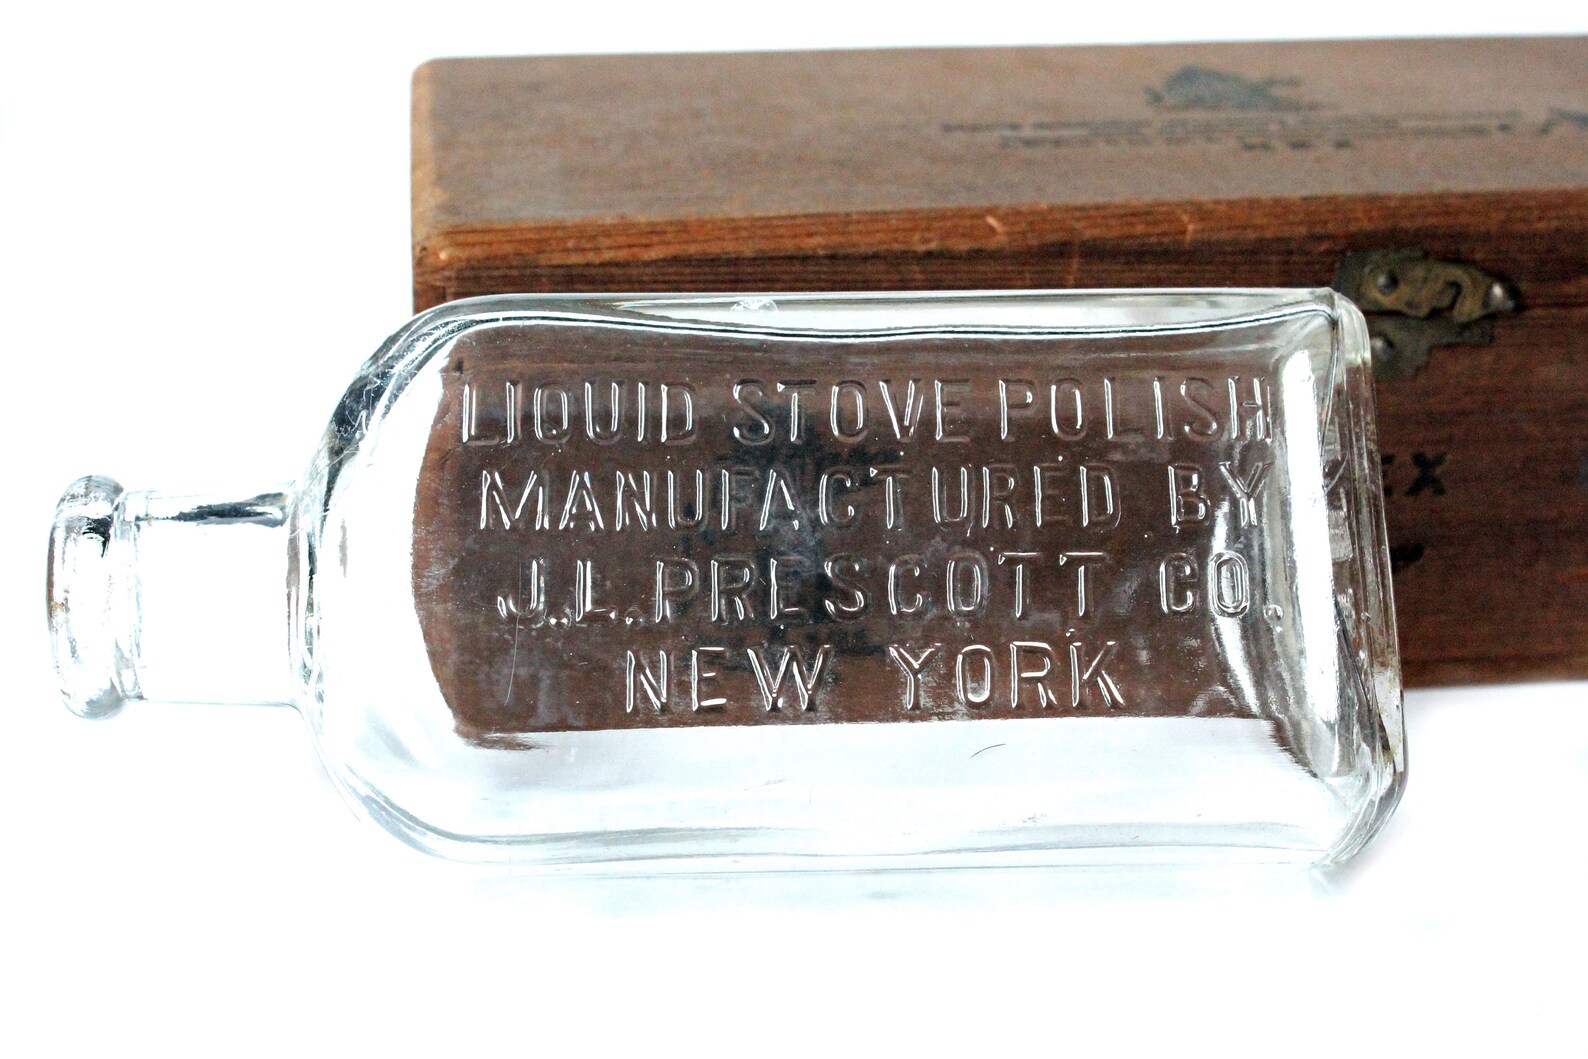 LIQUID STOVE POLISH
MANUFACTURED BY
J.L. PRESCOTT CO.
NEW YORK